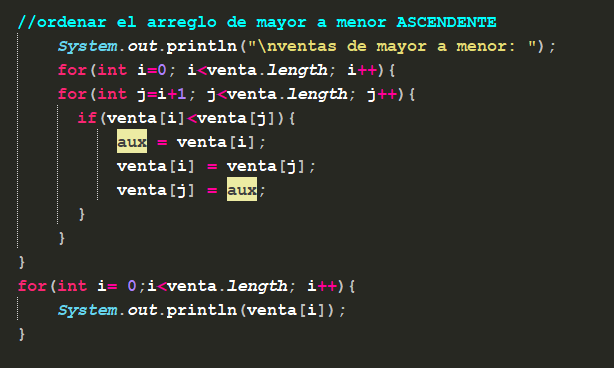 //ordenar el arreglo de mayor a menor ASCENDENTE
System.out.println("\nventas de mayor a menor: ");
for(int i=0; i<venta.length; i++){
for(int j=i+1; j<venta.length; j++){
if(venta[i]<venta[j]){
aux = venta[i];
venta[i] = venta[j];
venta[j] = aux;
}
}
}
for(int i= 0;i<venta.length; i++){
System.out.println(venta[i]);
}